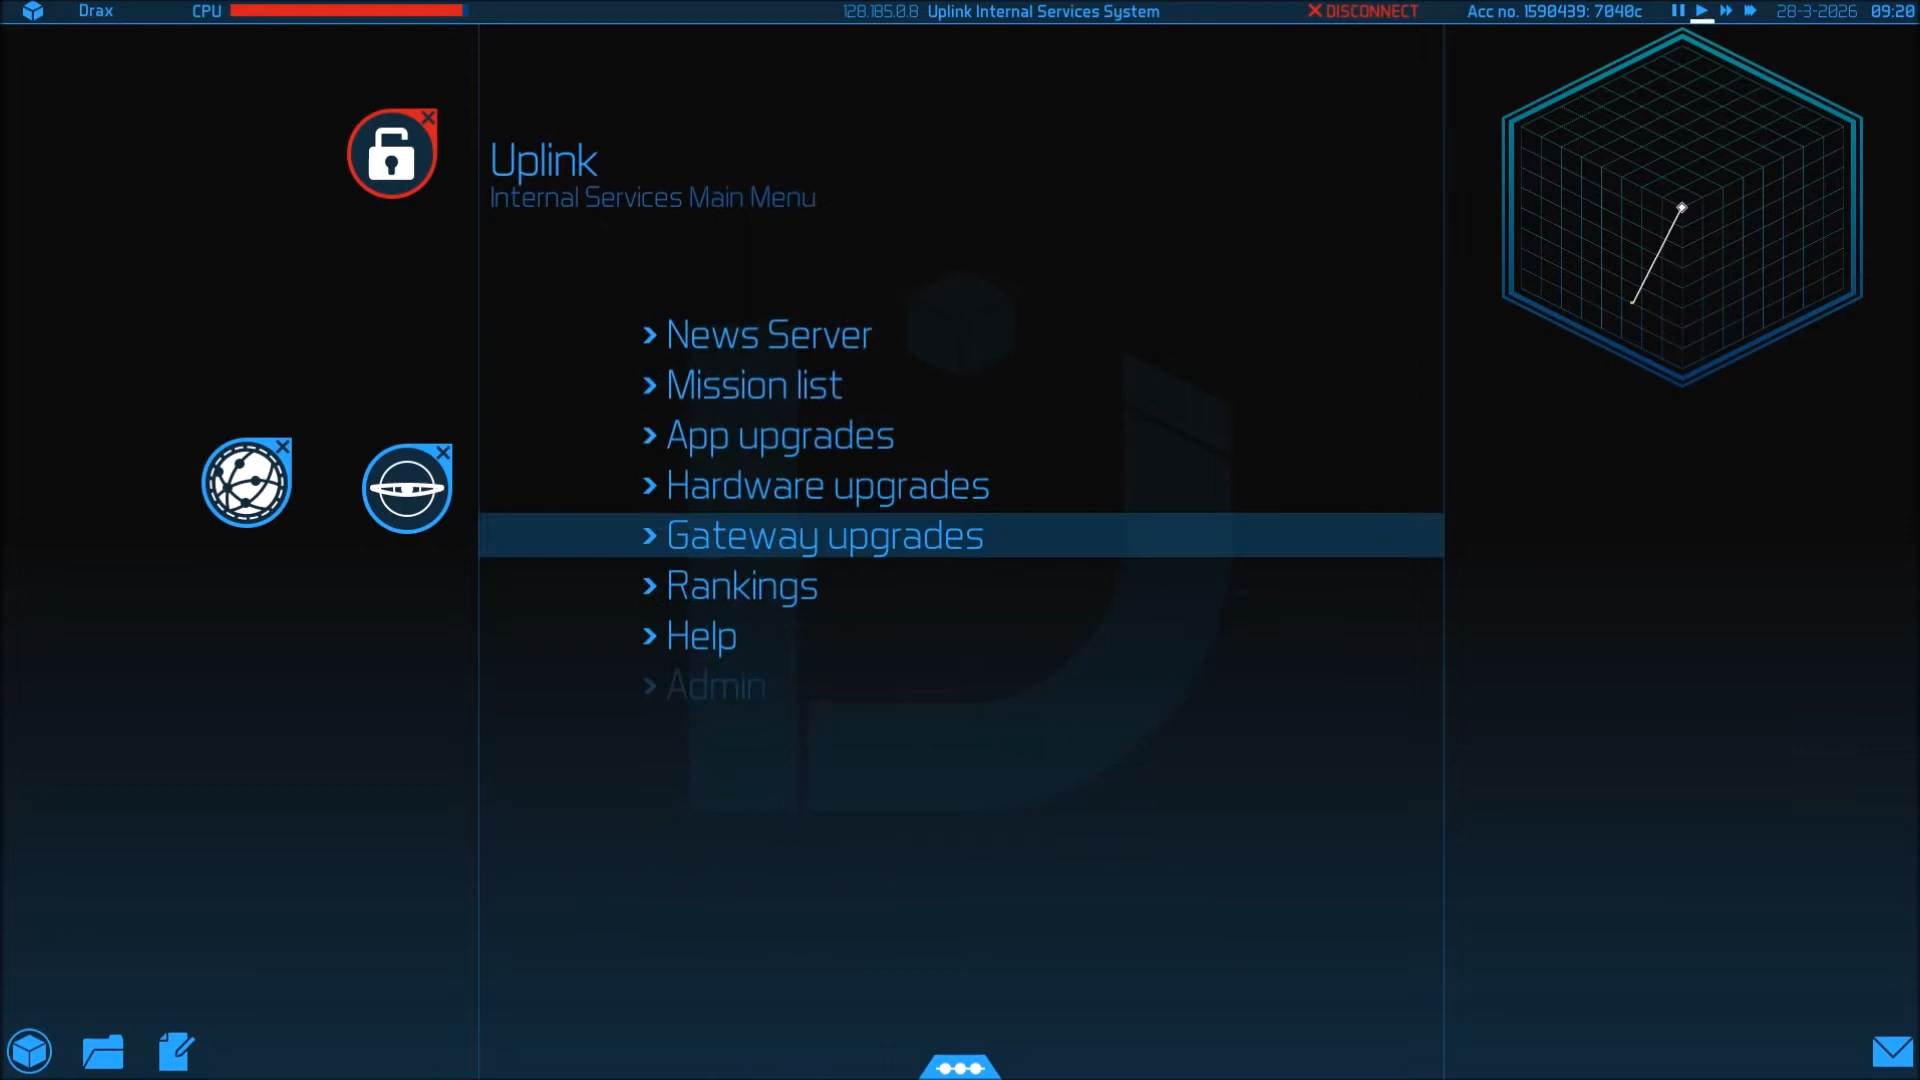 Drax CPU 128.185.0.8 Uplink Internal Services System DISCONNECT Acc no. 1590439: 7040c 28-3-2026 09:20
Uplink
Internal Services Main Menu
News Server
Mission list
App upgrades
Hardware upgrades
Gateway upgrades
Rankings
Help
Admin